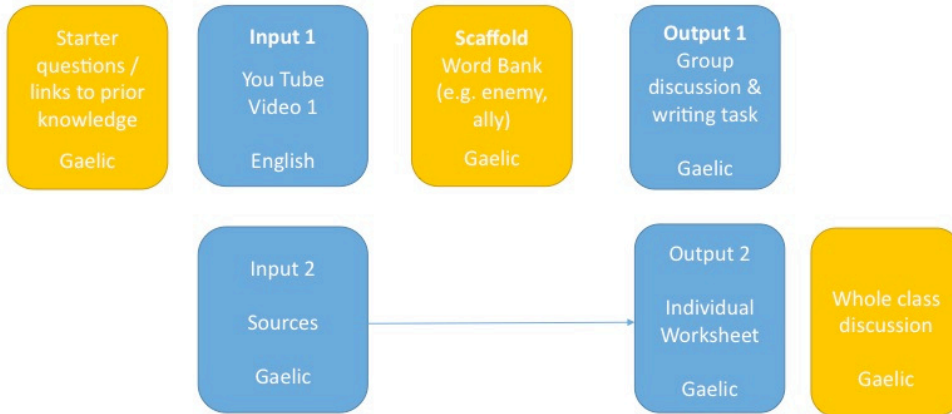 Starter
questions /
links to prior
knowledge
Gaelic
Input 1
You Tube
Video 1
English
Scaffold
Word Bank
(e.g. enemy,
ally)
Gaelic
Output 1
Group
discussion &
writing task
Gaelic
Input 2
Sources
Gaelic
Output 2
Individual
Worksheet
Gaelic
Whole class
discussion
Gaelic